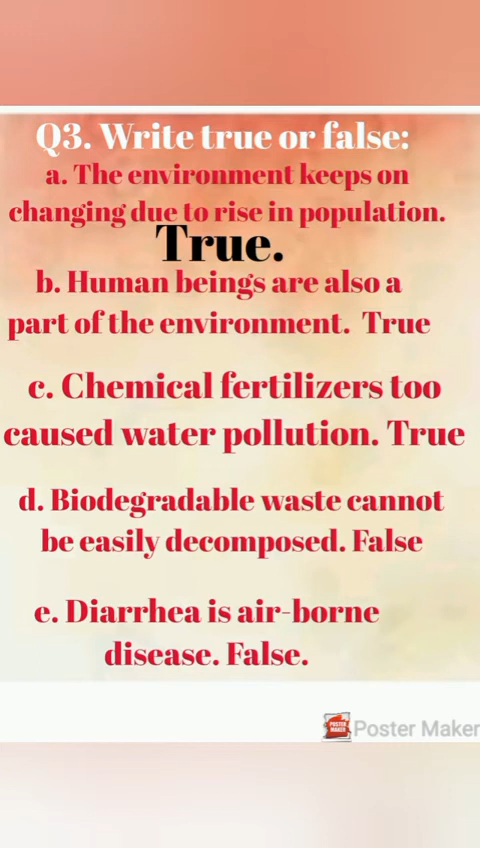 Q3. Write true or false:
a. The environment keeps on
changing due to rise in population.
True.
b. Human beings are also a
part of the environment. True
c. Chemical fertilizers too
caused water pollution. True
d. Biodegradable waste cannot
be easily decomposed. False
e. Diarrhea is air-borne
disease. False.
POSTER
MAKER
Poster Maker